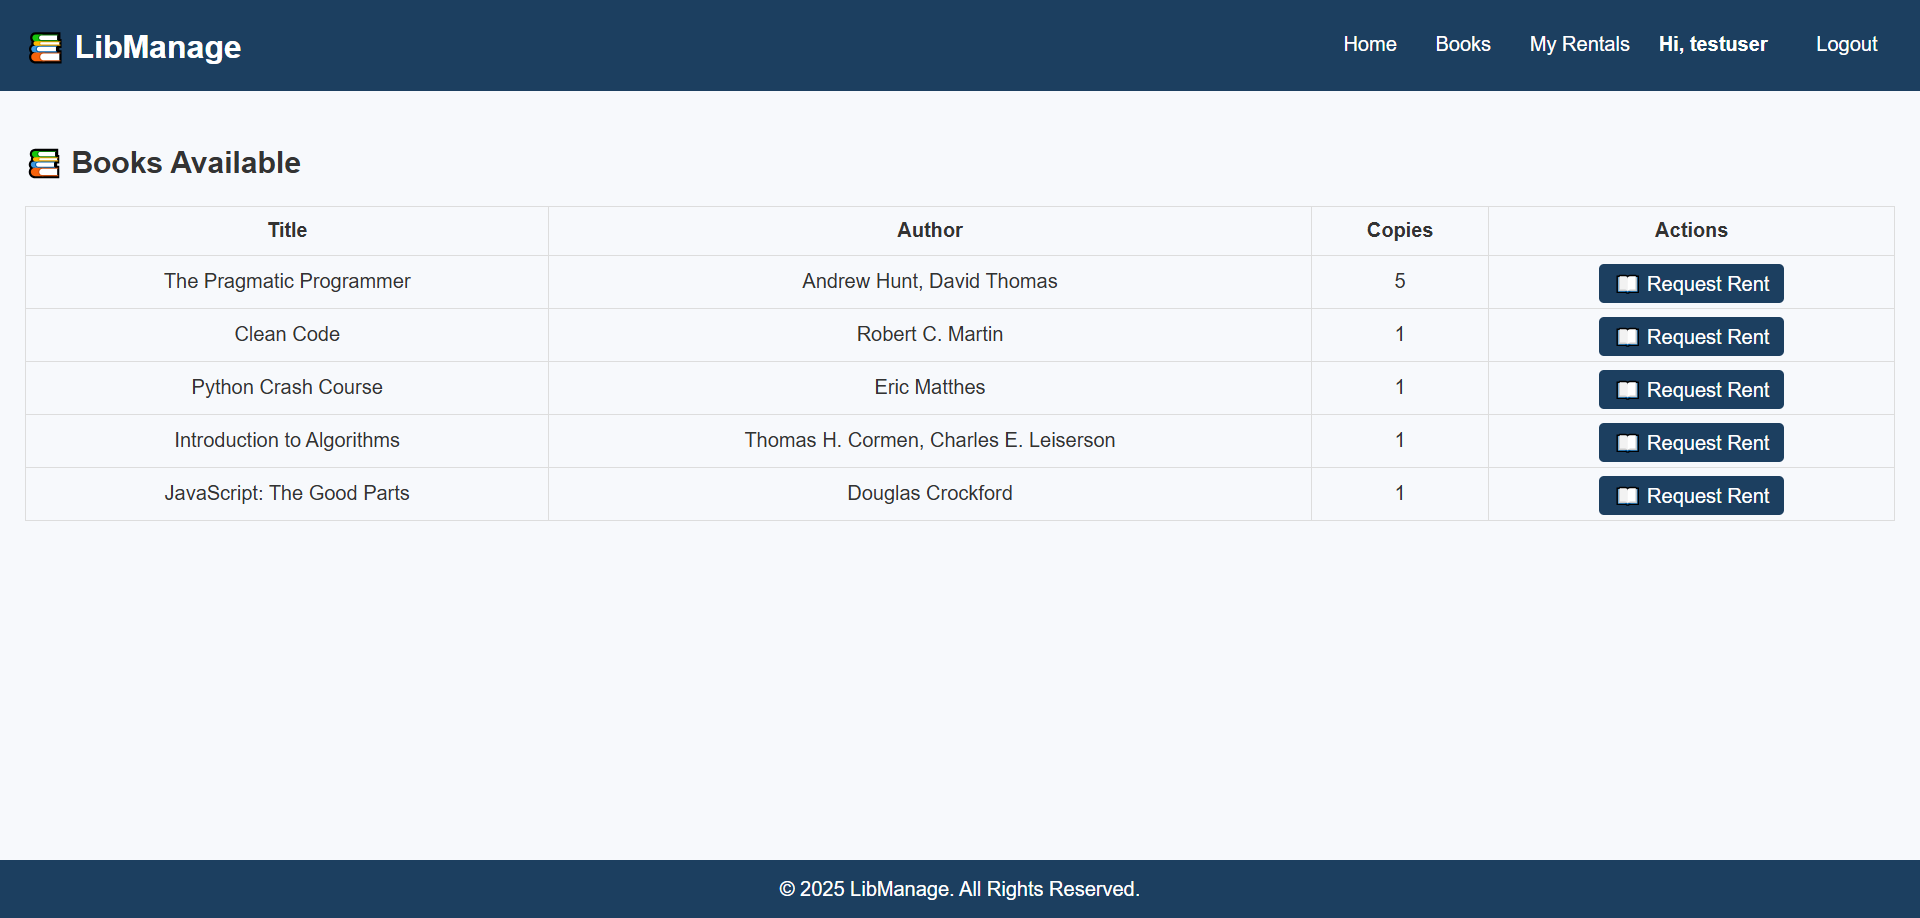 LibManage
Home Books My Rentals Hi, testuser Logout
Books Available
Title Author Copies Actions
The Pragmatic Programmer Andrew Hunt, David Thomas 5 Request Rent
Clean Code Robert C. Martin 1 Request Rent
Python Crash Course Eric Matthes 1 Request Rent
Introduction to Algorithms Thomas H. Cormen, Charles E. Leiserson 1 Request Rent
JavaScript: The Good Parts Douglas Crockford 1 Request Rent
© 2025 LibManage. All Rights Reserved.